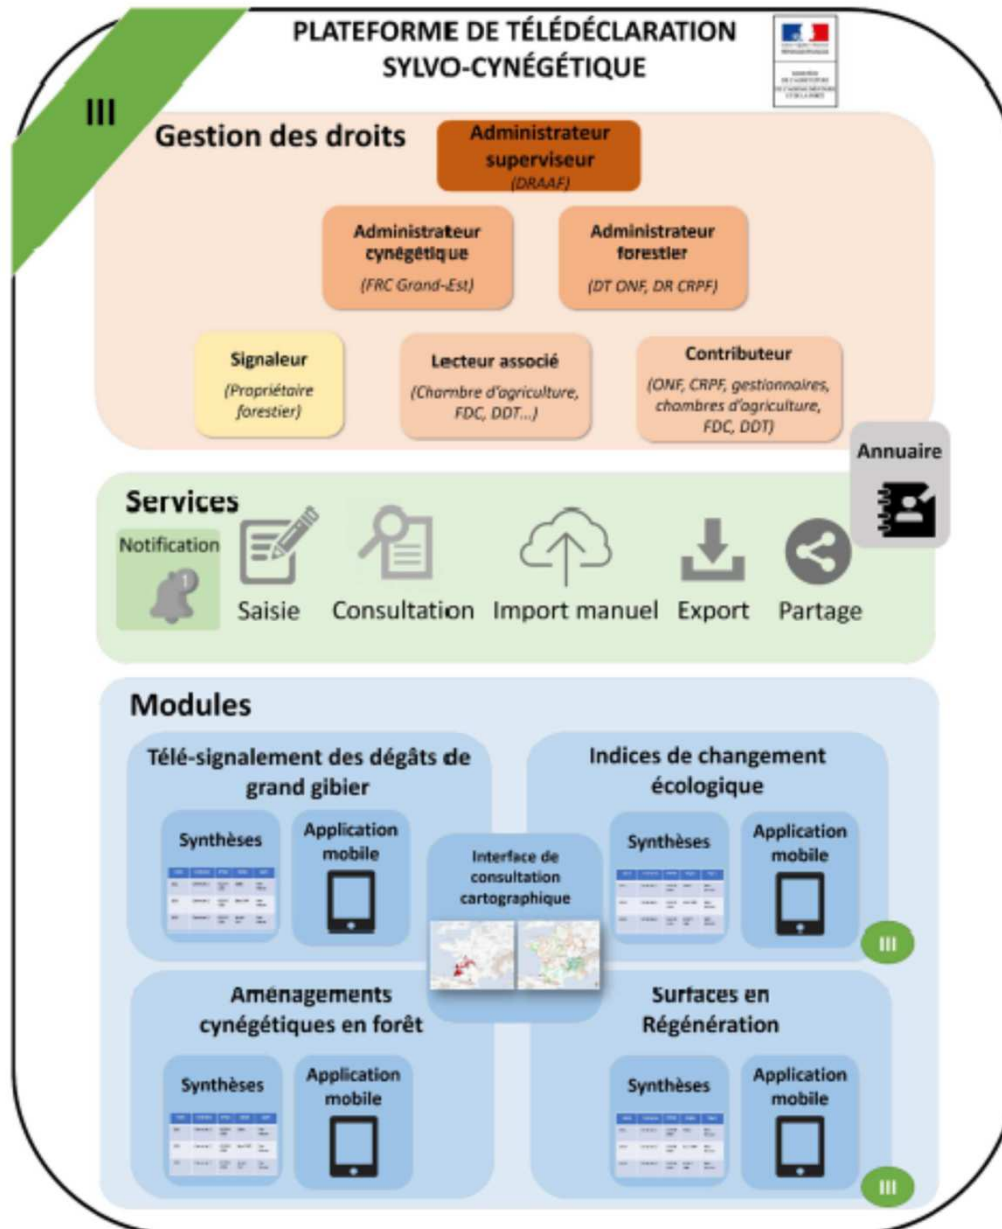 PLATEFORME DE TÉLÉDÉCLARATION
SYLVO-CYNÉGÉTIQUE
III
Gestion des droits
Administrateur
superviseur
(DRAAF)
Administrateur
cynégétique
(FRC Grand-Est)
Administrateur
forestier
(DT ONF, DR CRPF)
Signaleur
(Propriétaire
forestier)
Lecteur associé
(Chambre d'agriculture,
FDC, DDT...)
Contributeur
(ONF, CRPF, gestionnaires,
chambres d'agriculture,
FDC, DDT)
Annuaire
Services
Notification
1
Saisie
Consultation
Import manuel
Export
Partage
Modules
Télé-signalement des dégâts de
grand gibier
Synthèses
Application
mobile
Indices de changement
écologique
Synthèses
Application
mobile
III
Interface de
consultation
cartographique
Aménagements
cynégétiques en forêt
Synthèses
Application
mobile
Surfaces en
Régénération
Synthèses
Application
mobile
III